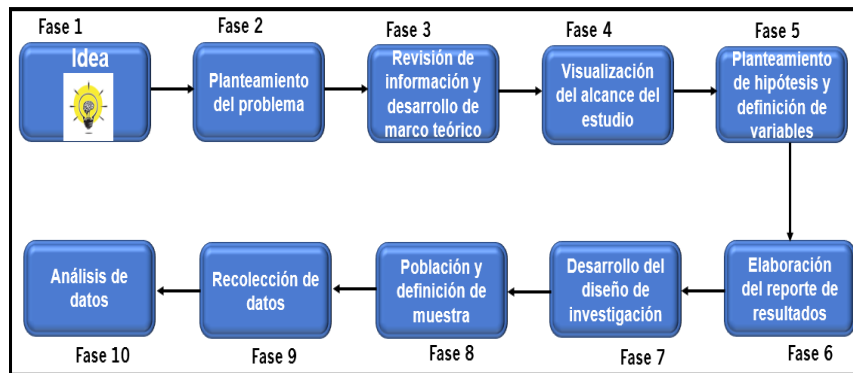 Fase 1
Idea
Fase 2
Planteamiento
del problema
Fase 3
Revisión de
información y
desarrollo de
marco teórico
Fase 4
Visualización
del alcance del
estudio
Fase 5
Planteamiento
de hipótesis y
definición de
variables
Elaboración
del reporte de
resultados
Fase 6
Desarrollo del
diseño de
investigación
Fase 7
Población y
definición de
muestra
Fase 8
Recolección de
datos
Fase 9
Análisis de
datos
Fase 10